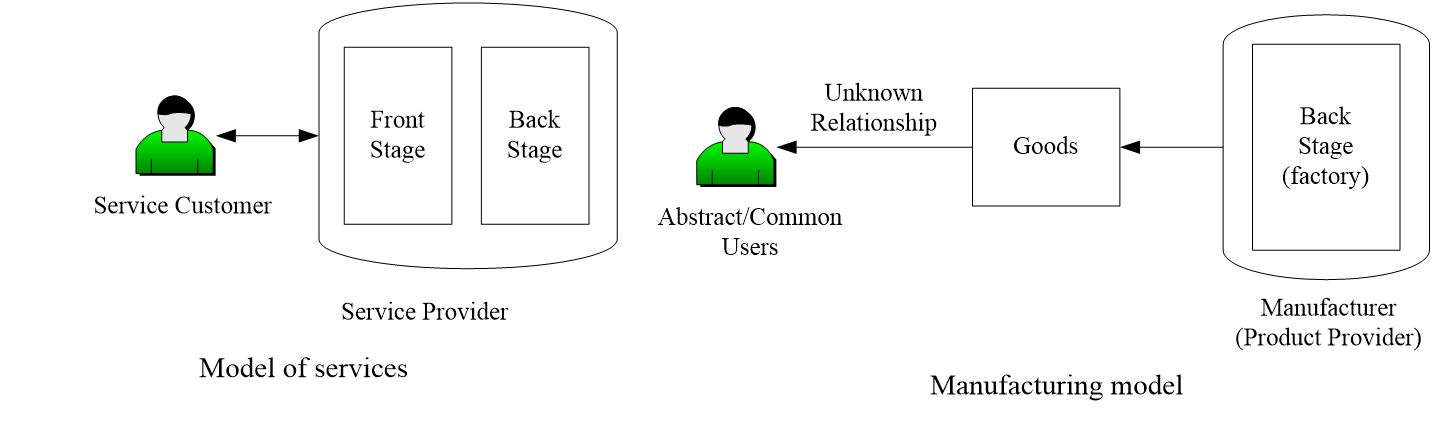 Front
Stage
Back
Stage
Service Customer
Service Provider
Model of services
Unknown
Relationship
Goods
Back
Stage
(factory)
Abstract/Common
Users
Manufacturer
(Product Provider)
Manufacturing model